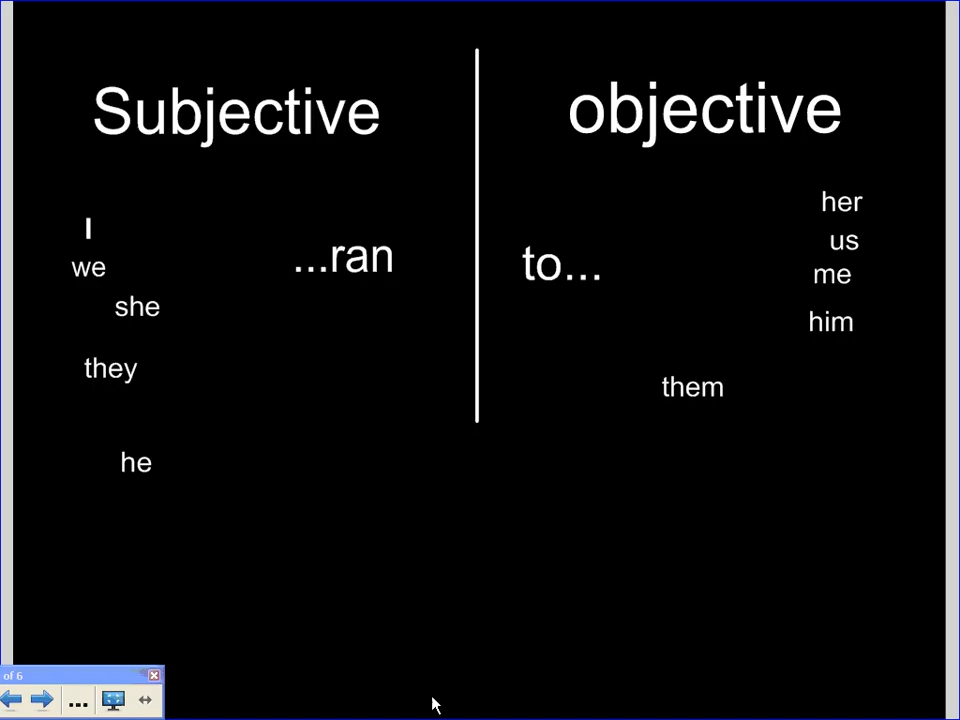 Subjective
I
we
she
they
he
...ran
objective
to...
her
us
me
him
them
of 6
...